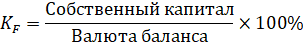 K_F = Собственный капитал / Валюта баланса × 100%